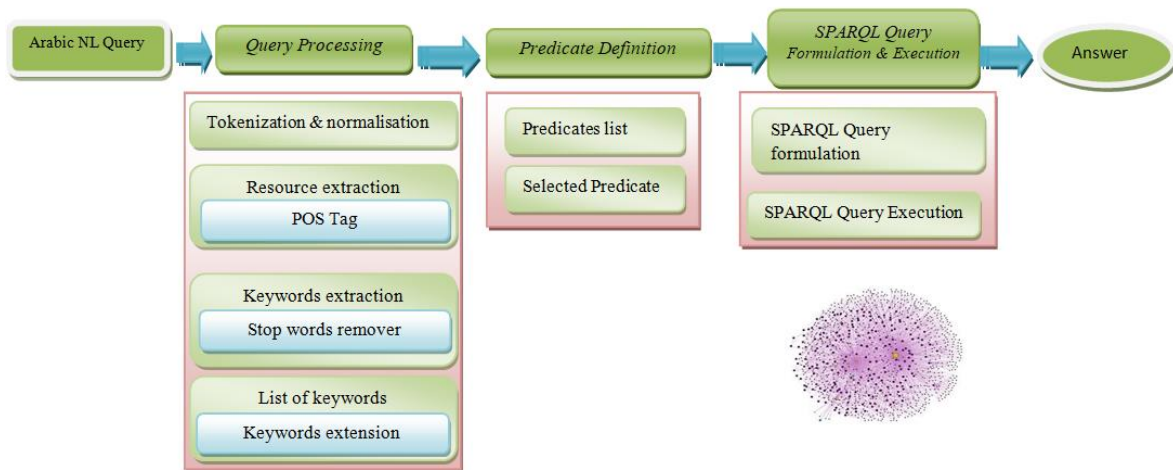 Arabic NL Query
Query Processing
Predicate Definition
SPARQL Query
Formulation & Execution
Answer
Tokenization & normalisation
Resource extraction
POS Tag
Keywords extraction
Stop words remover
List of keywords
Keywords extension
Predicates list
Selected Predicate
SPARQL Query
formulation
SPARQL Query Execution